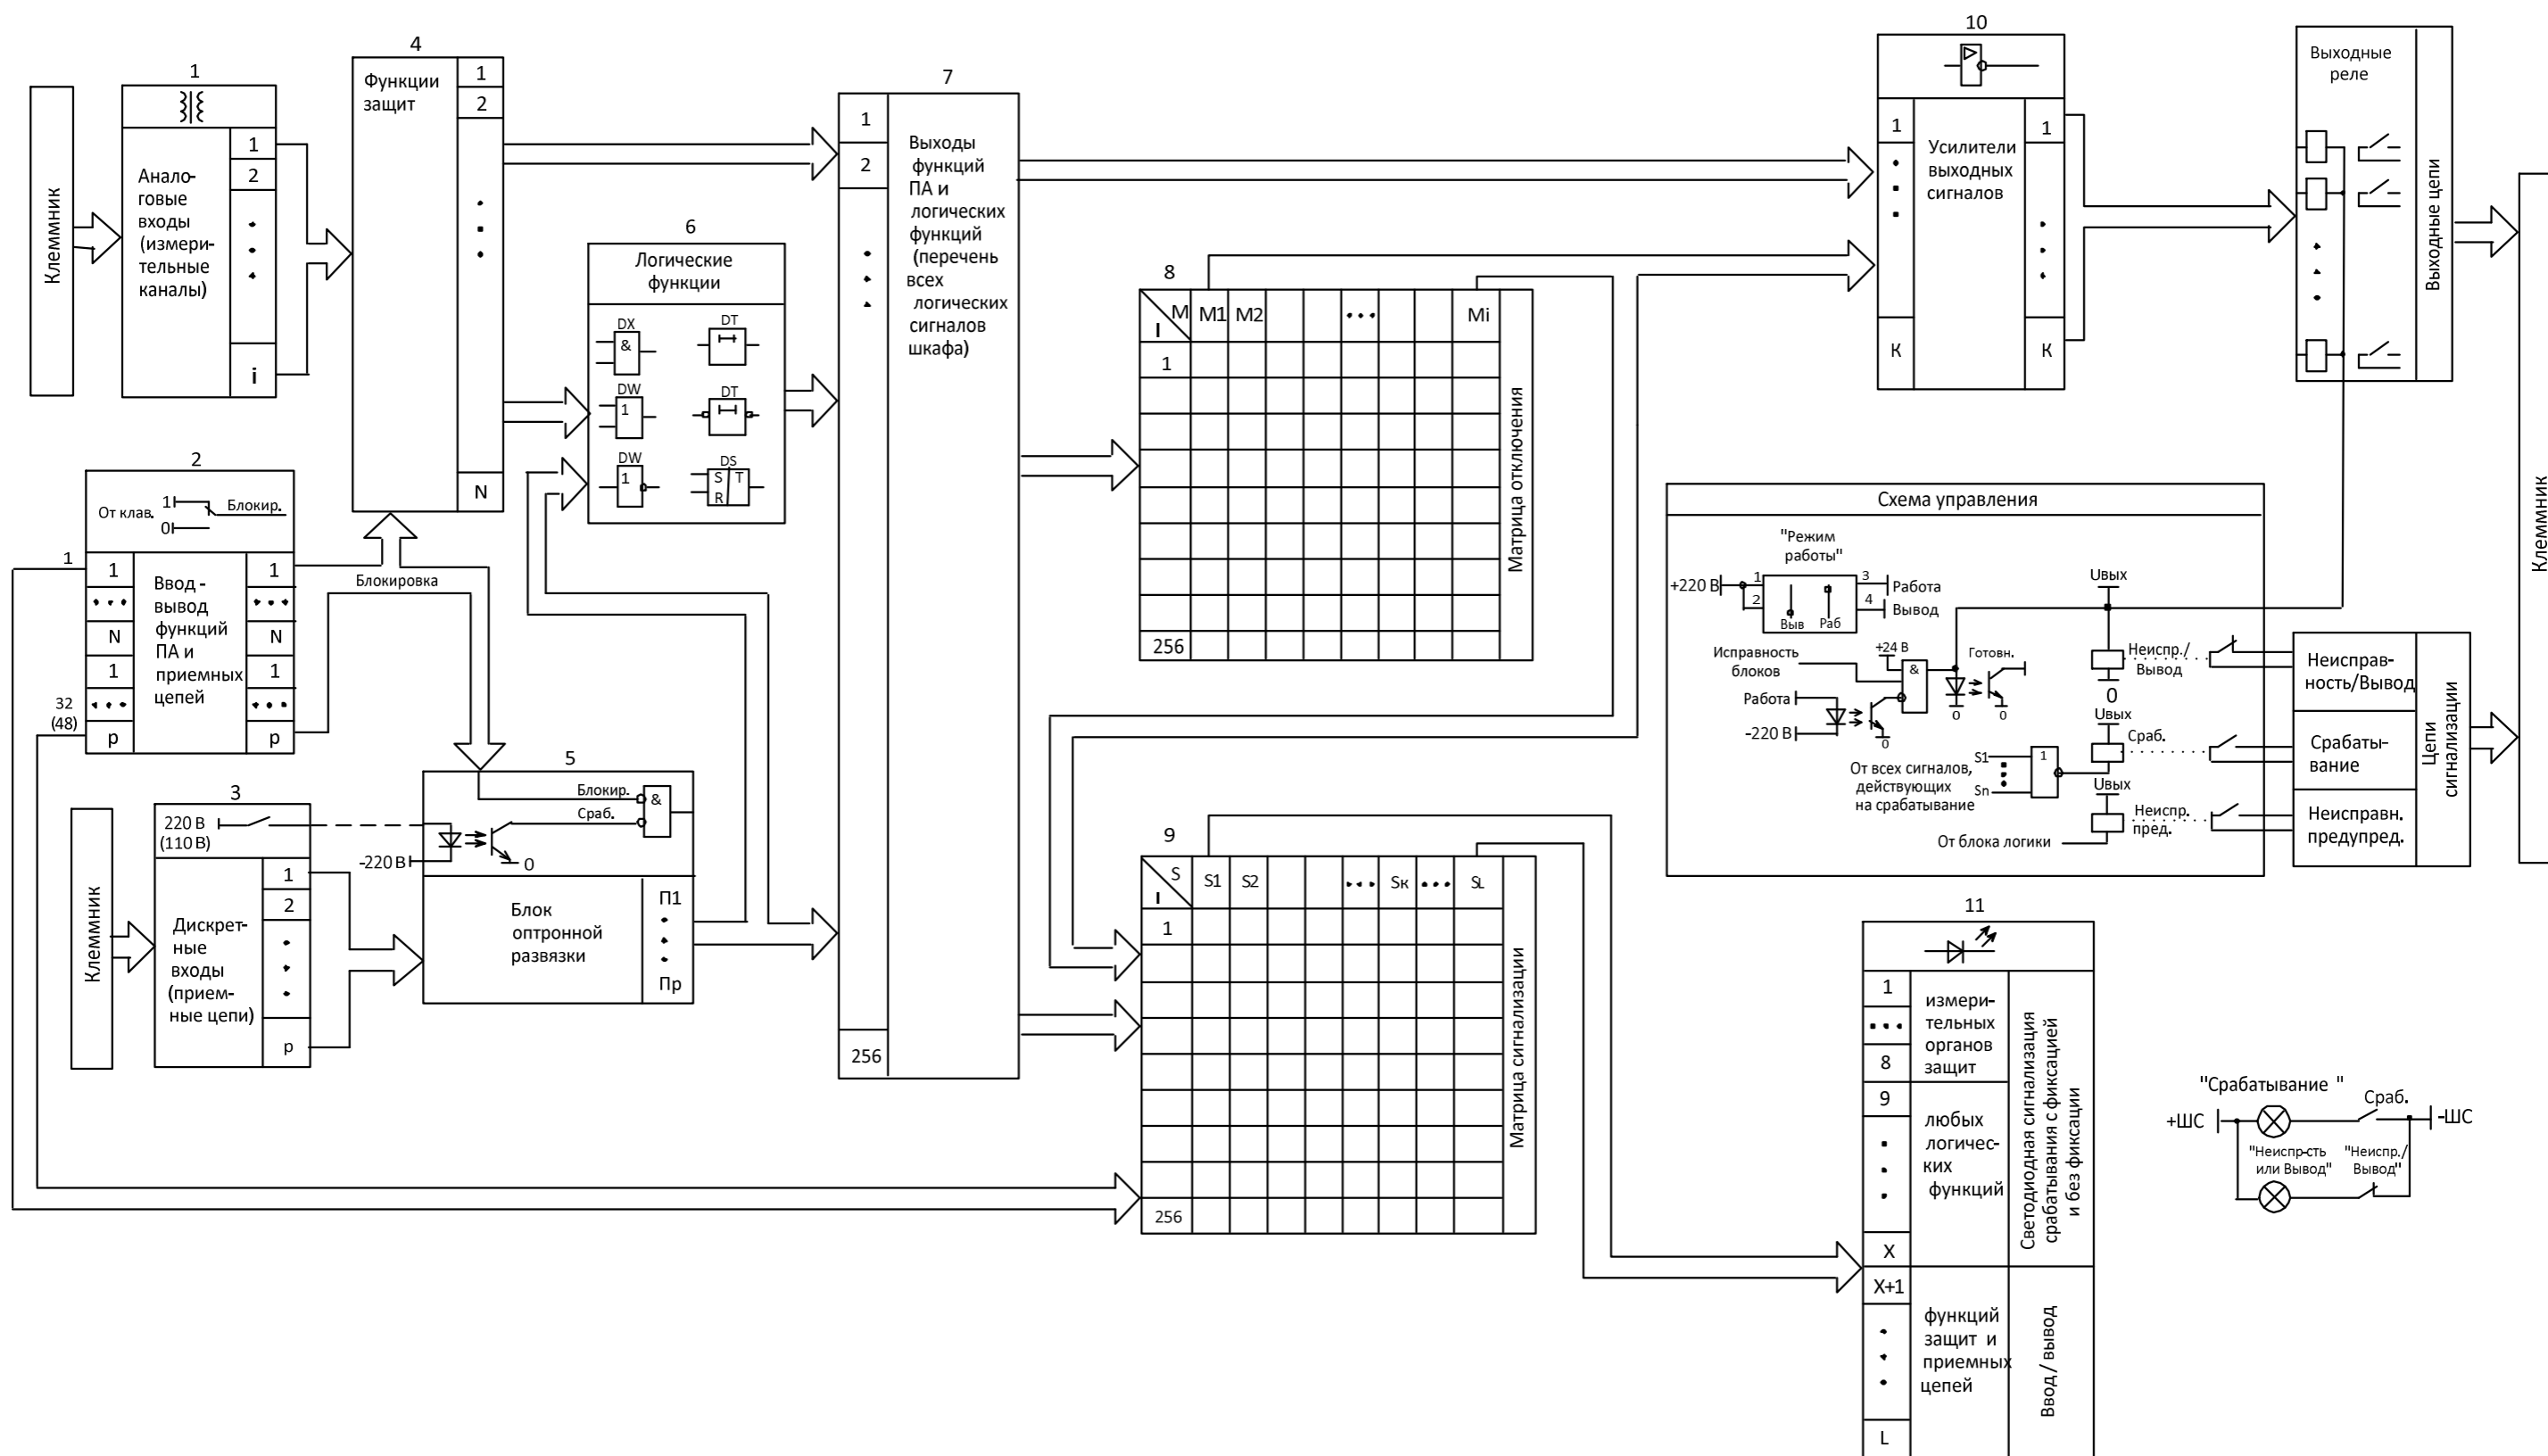 Клеммник
1
Анало-
говые
входы
(измери-
тельные
каналы)
1
2
i
4
Функции
защит
1
2
N
2
От клав.
1
0
Блокир.
1
32
(48)
1
N
1
р
Ввод -
вывод
функций
ПА и
приемных
цепей
1
N
1
р
Блокировка
Клеммник
3
220 В
(110 В)
Дискрет-
ные
входы
(прием-
ные цепи)
1
2
р
5
Блокир.
Сраб.
&
-220 В
0
Блок
оптронной
развязки
П1
Пр
6
Логические
функции
DX
&
DT
DW
1
DT
DW
1
DS
S T
R
7
1
2
256
Выходы
функций
ПА и
логических
функций
(перечень
всех
логических
сигналов
шкафа)
8
М
I
М1 М2 ... Мi
1
256
Матрица отключения
9
S
I
S1 S2 ... Sк ... SL
1
256
Матрица сигнализации
10
1
К
Усилители
выходных
сигналов
1
К
Выходные
реле
Выходные цепи
Клеммник
Схема управления
"Режим
работы"
+220 В
1
2
Выв Раб
3
4
Работа
Вывод
Исправность
блоков
+24 В
&
Готовн.
Работа
-220 В
0
0
0
Uвых
Неиспр./
Вывод
0
Uвых
Сраб.
От всех сигналов,
действующих
на срабатывание
S1
Sn
1
Uвых
Неиспр.
пред.
От блока логики
Неисправ-
ность/Вывод
Срабаты-
вание
Неисправн.
предупред.
Цепи
сигнализации
11
1
8
9
X
X+1
L
измери-
тельных
органов
защит
любых
логичес-
ких
функций
функций
защит и
приемных
цепей
Светодиодная сигнализация
срабатывания с фиксацией
и без фиксации
Ввод/ вывод
"Срабатывание "
Сраб.
+ШС
-ШС
"Неиспр-сть
или Вывод"
"Неиспр./
Вывод"